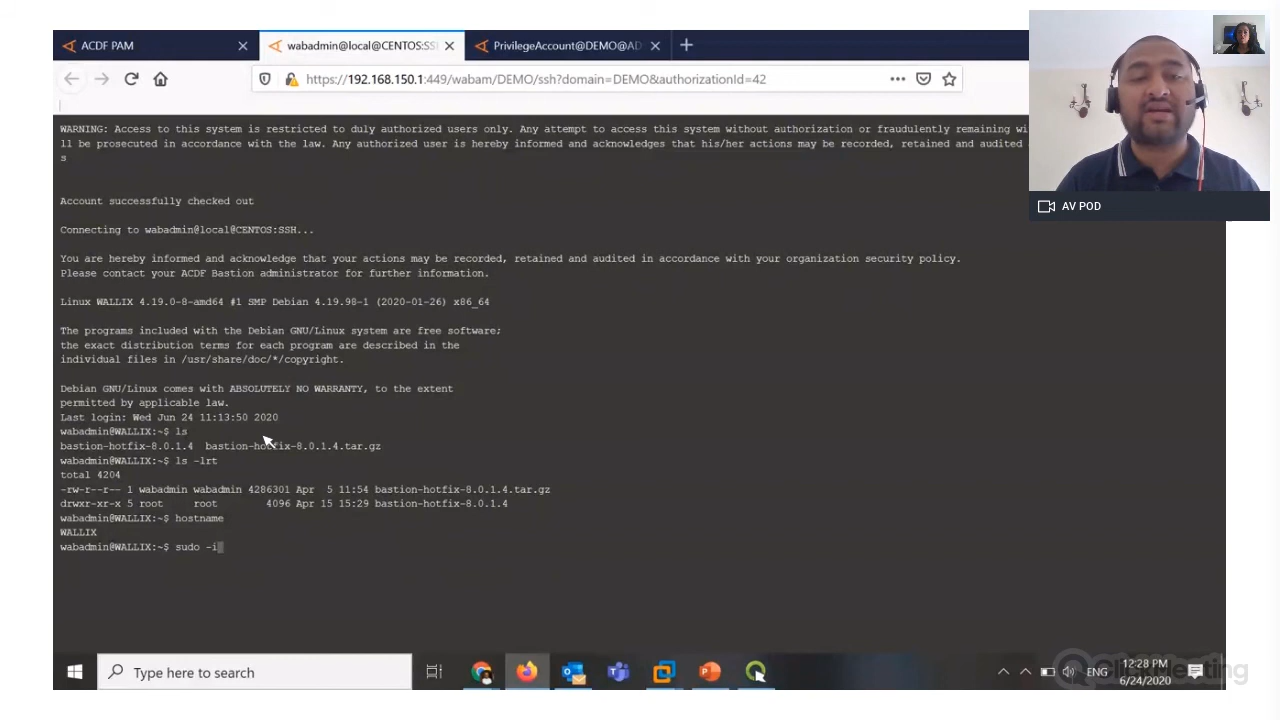 ACDF PAM
wabadmin@local@CENTOS:SS
PrivilegeAccount@DEMO@AD
https://192.168.150.1:449/wabam/DEMO/ssh?domain=DEMO&authorizationId=42
WARNING: Access to this system is restricted to duly authorized users only. Any attempt to access this system without authorization or fraudulently remaining wi
ll be prosecuted in accordance with the law. Any authorized user is hereby informed and acknowledges that his/her actions may be recorded, retained and audited
s
Account successfully checked out
Connecting to wabadmin@local@CENTOS:SSH...
You are hereby informed and acknowledge that your actions may be recorded, retained and audited in accordance with your organization security policy.
Please contact your ACDF Bastion administrator for further information.
Linux WALLIX 4.19.0-8-amd64 #1 SMP Debian 4.19.98-1 (2020-01-26) x86_64
The programs included with the Debian GNU/Linux system are free software;
the exact distribution terms for each program are described in the
individual files in /usr/share/doc/*/copyright.
Debian GNU/Linux comes with ABSOLUTELY NO WARRANTY, to the extent
permitted by applicable law.
Last login: Wed Jun 24 11:13:50 2020
wabadmin@WALLIX:~$ ls
bastion-hotfix-8.0.1.4  bastion-hotfix-8.0.1.4.tar.gz
wabadmin@WALLIX:~$ ls -lrt
total 4204
-rw-r--r-- 1 wabadmin wabadmin 4286301 Apr  5 11:54 bastion-hotfix-8.0.1.4.tar.gz
drwxr-xr-x 5 root     root        4096 Apr 15 15:29 bastion-hotfix-8.0.1.4
wabadmin@WALLIX:~$ hostname
WALLIX
wabadmin@WALLIX:~$ sudo -i
AV POD
Type here to search
ENG
12:28 PM
6/24/2020
ClickMeeting